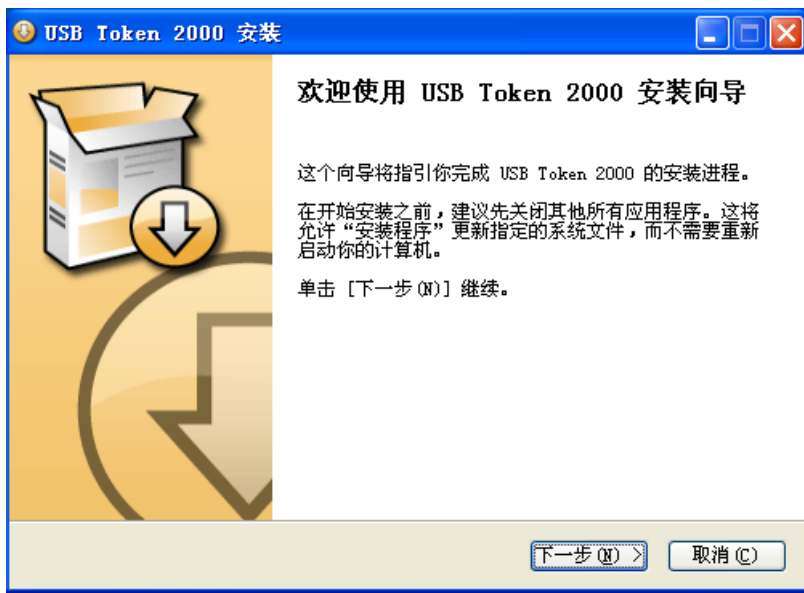 USB Token 2000 安装
欢迎使用 USB Token 2000 安装向导
这个向导将指引你完成 USB Token 2000 的安装进程。
在开始安装之前，建议先关闭其他所有应用程序。这将
允许“安装程序”更新指定的系统文件，而不需要重新
启动你的计算机。
单击 [下一步(N)] 继续。
下一步(N) >
取消(C)